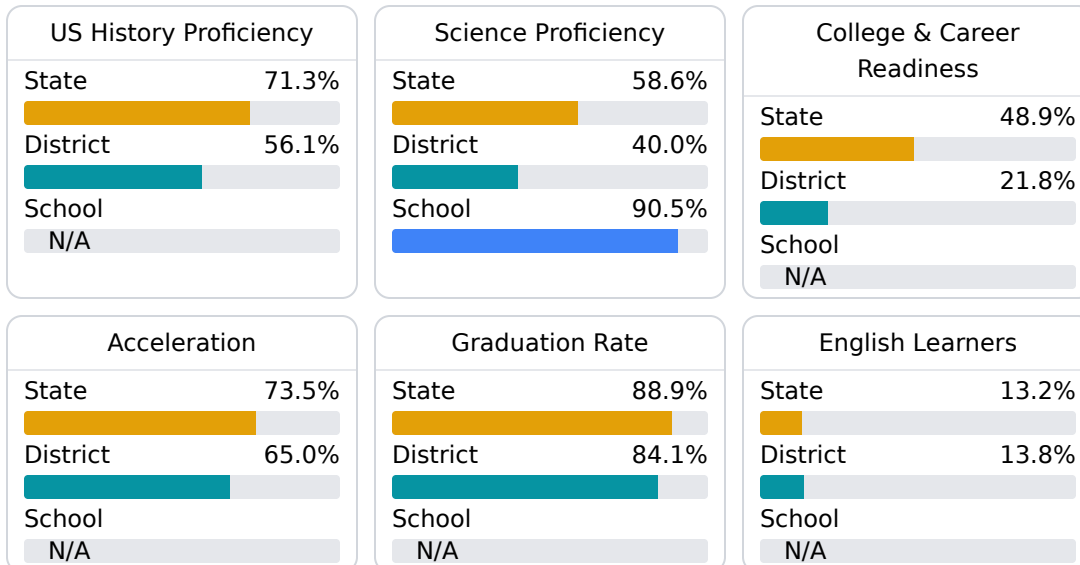 US History Proficiency
State 71.3%
District 56.1%
School
N/A
Science Proficiency
State 58.6%
District 40.0%
School 90.5%
College & Career
Readiness
State 48.9%
District 21.8%
School
N/A
Acceleration
State 73.5%
District 65.0%
School
N/A
Graduation Rate
State 88.9%
District 84.1%
School
N/A
English Learners
State 13.2%
District 13.8%
School
N/A